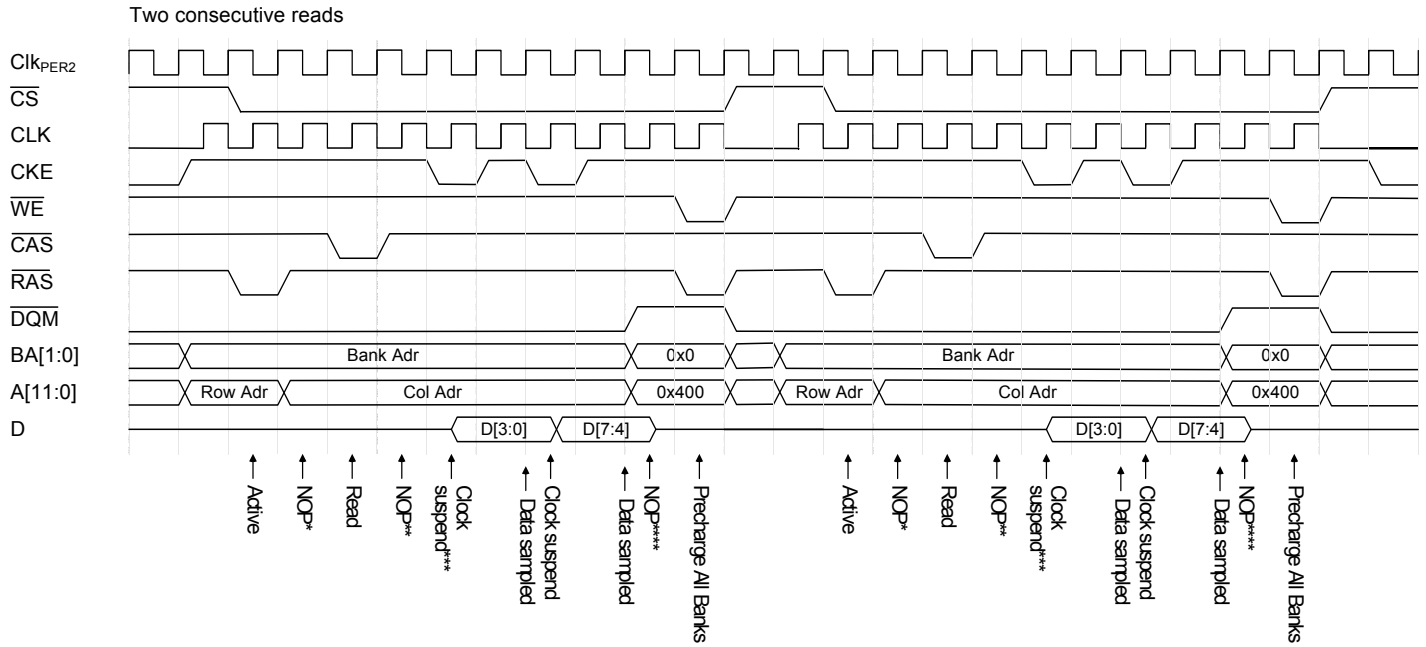 Two consecutive reads
ClkPER2
CS
CLK
CKE
WE
CAS
RAS
DQM
BA[1:0] Bank Adr 0x0 Bank Adr 0x0
A[11:0] Row Adr Col Adr 0x400 Row Adr Col Adr 0x400
D D[3:0] D[7:4] D[3:0] D[7:4]
Active
NOP*
Read
NOP**
Clock
suspend***
Data sampled
Clock suspend
Data sampled
NOP****
Precharge All Banks
Active
NOP*
Read
NOP**
Clock
suspend***
Data sampled
Clock suspend
Data sampled
NOP****
Precharge All Banks